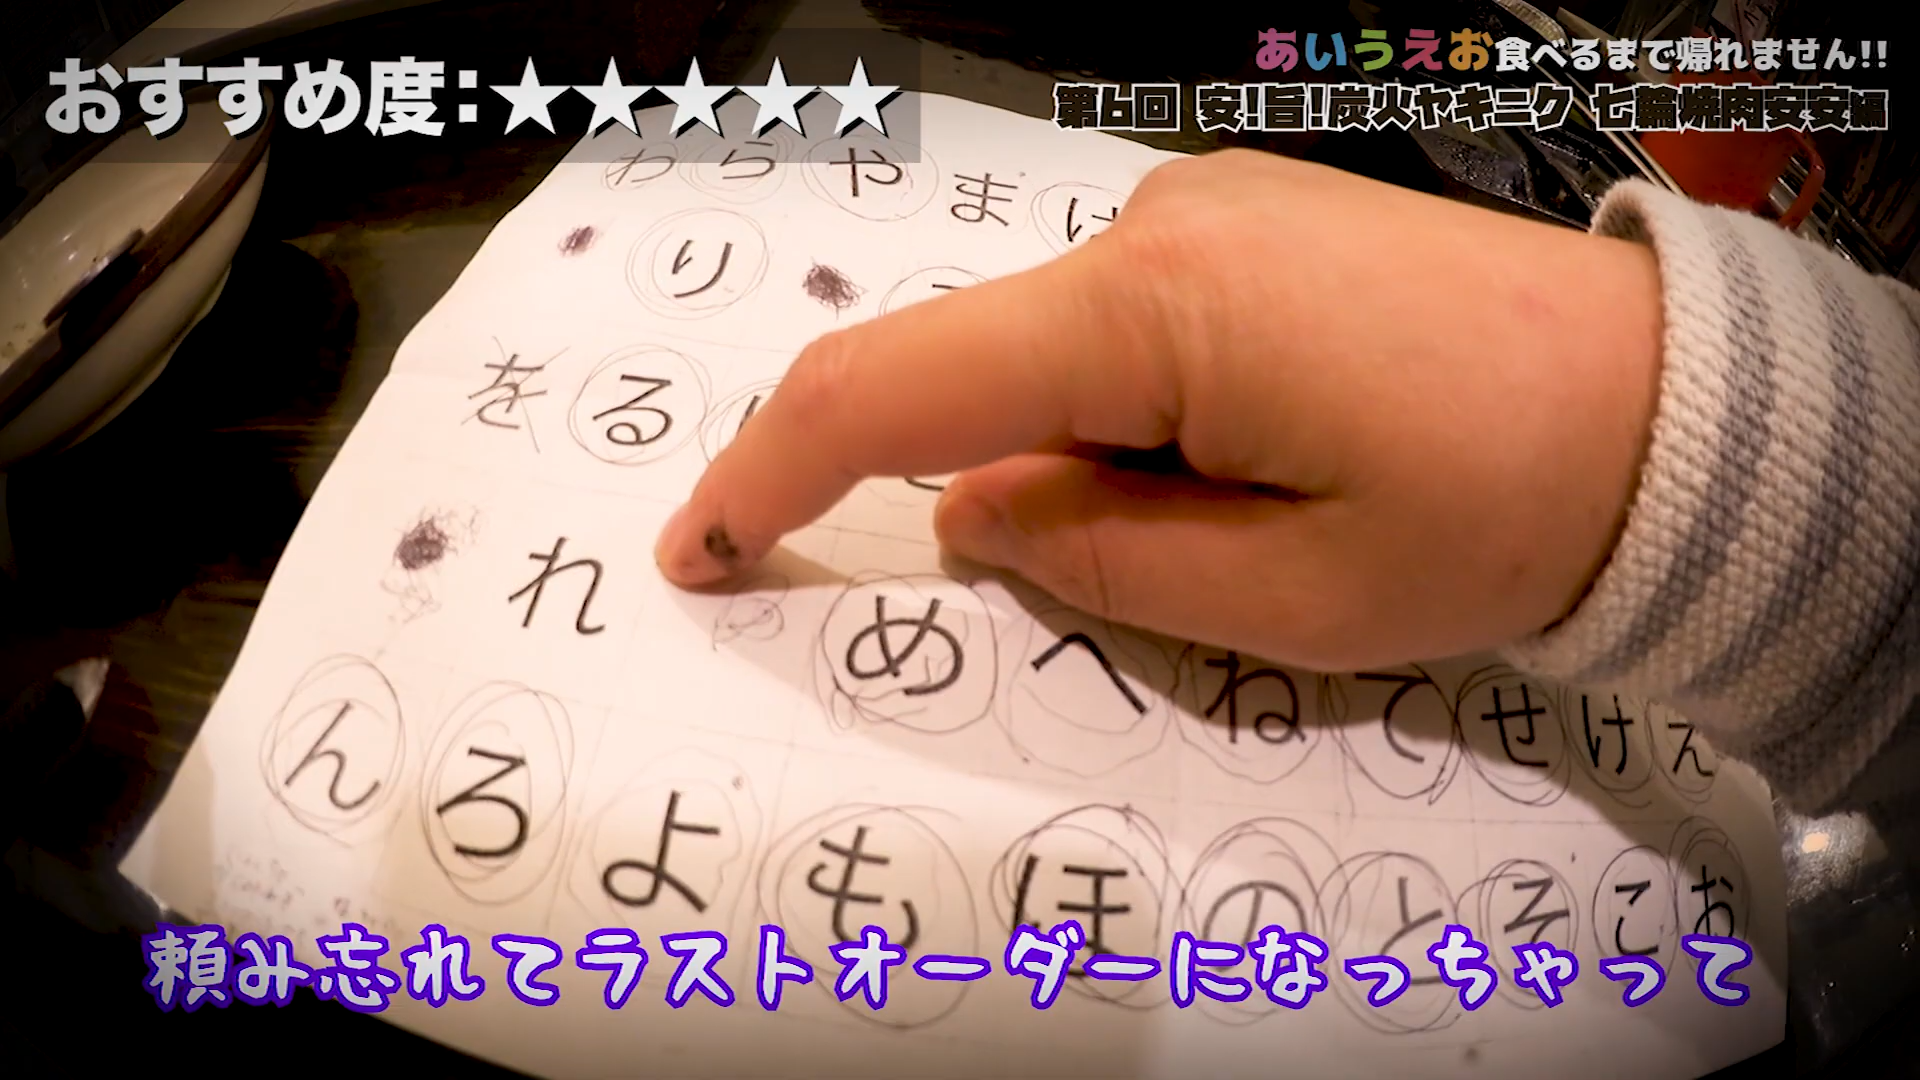 おすすめ度:★★★★★
あいうえお食べるまで帰れません!!
第6回 安!旨!炭火ヤキニク 七輪焼肉安安編
わ ら や ま は
り
を る
れ め へ ね て せ け え
ん ろ よ も ほ の と そ こ お
頼み忘れてラストオーダーになっちゃって